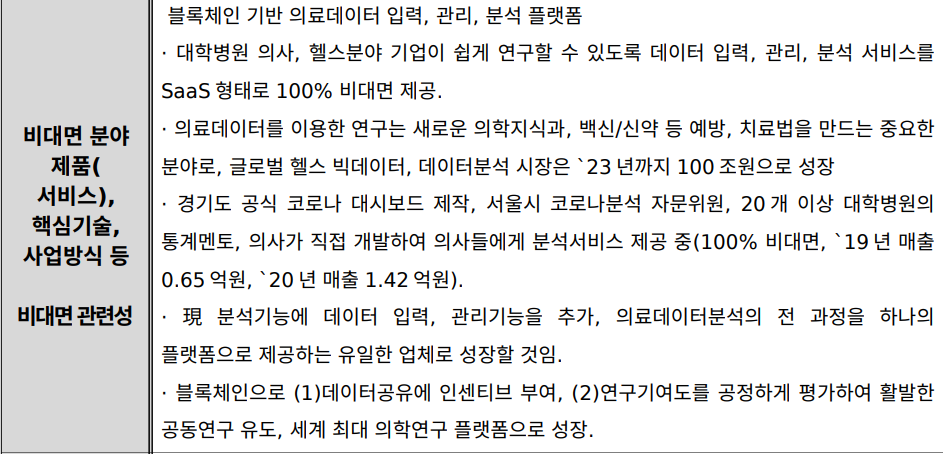 비대면 분야
제품(
서비스),
핵심기술,
사업방식 등
비대면 관련성
블록체인 기반 의료데이터 입력, 관리, 분석 플랫폼
· 대학병원 의사, 헬스분야 기업이 쉽게 연구할 수 있도록 데이터 입력, 관리, 분석 서비스를
SaaS 형태로 100% 비대면 제공.
· 의료데이터를 이용한 연구는 새로운 의학지식과, 백신/신약 등 예방, 치료법을 만드는 중요한
분야로, 글로벌 헬스 빅데이터, 데이터분석 시장은 `23 년까지 100 조원으로 성장
· 경기도 공식 코로나 대시보드 제작, 서울시 코로나분석 자문위원, 20 개 이상 대학병원의
통계멘토, 의사가 직접 개발하여 의사들에게 분석서비스 제공 중(100% 비대면, `19 년 매출
0.65 억원, `20 년 매출 1.42 억원).
· 現 분석기능에 데이터 입력, 관리기능을 추가, 의료데이터분석의 전 과정을 하나의
플랫폼으로 제공하는 유일한 업체로 성장할 것임.
· 블록체인으로 (1)데이터공유에 인센티브 부여, (2)연구기여도를 공정하게 평가하여 활발한
공동연구 유도, 세계 최대 의학연구 플랫폼으로 성장.